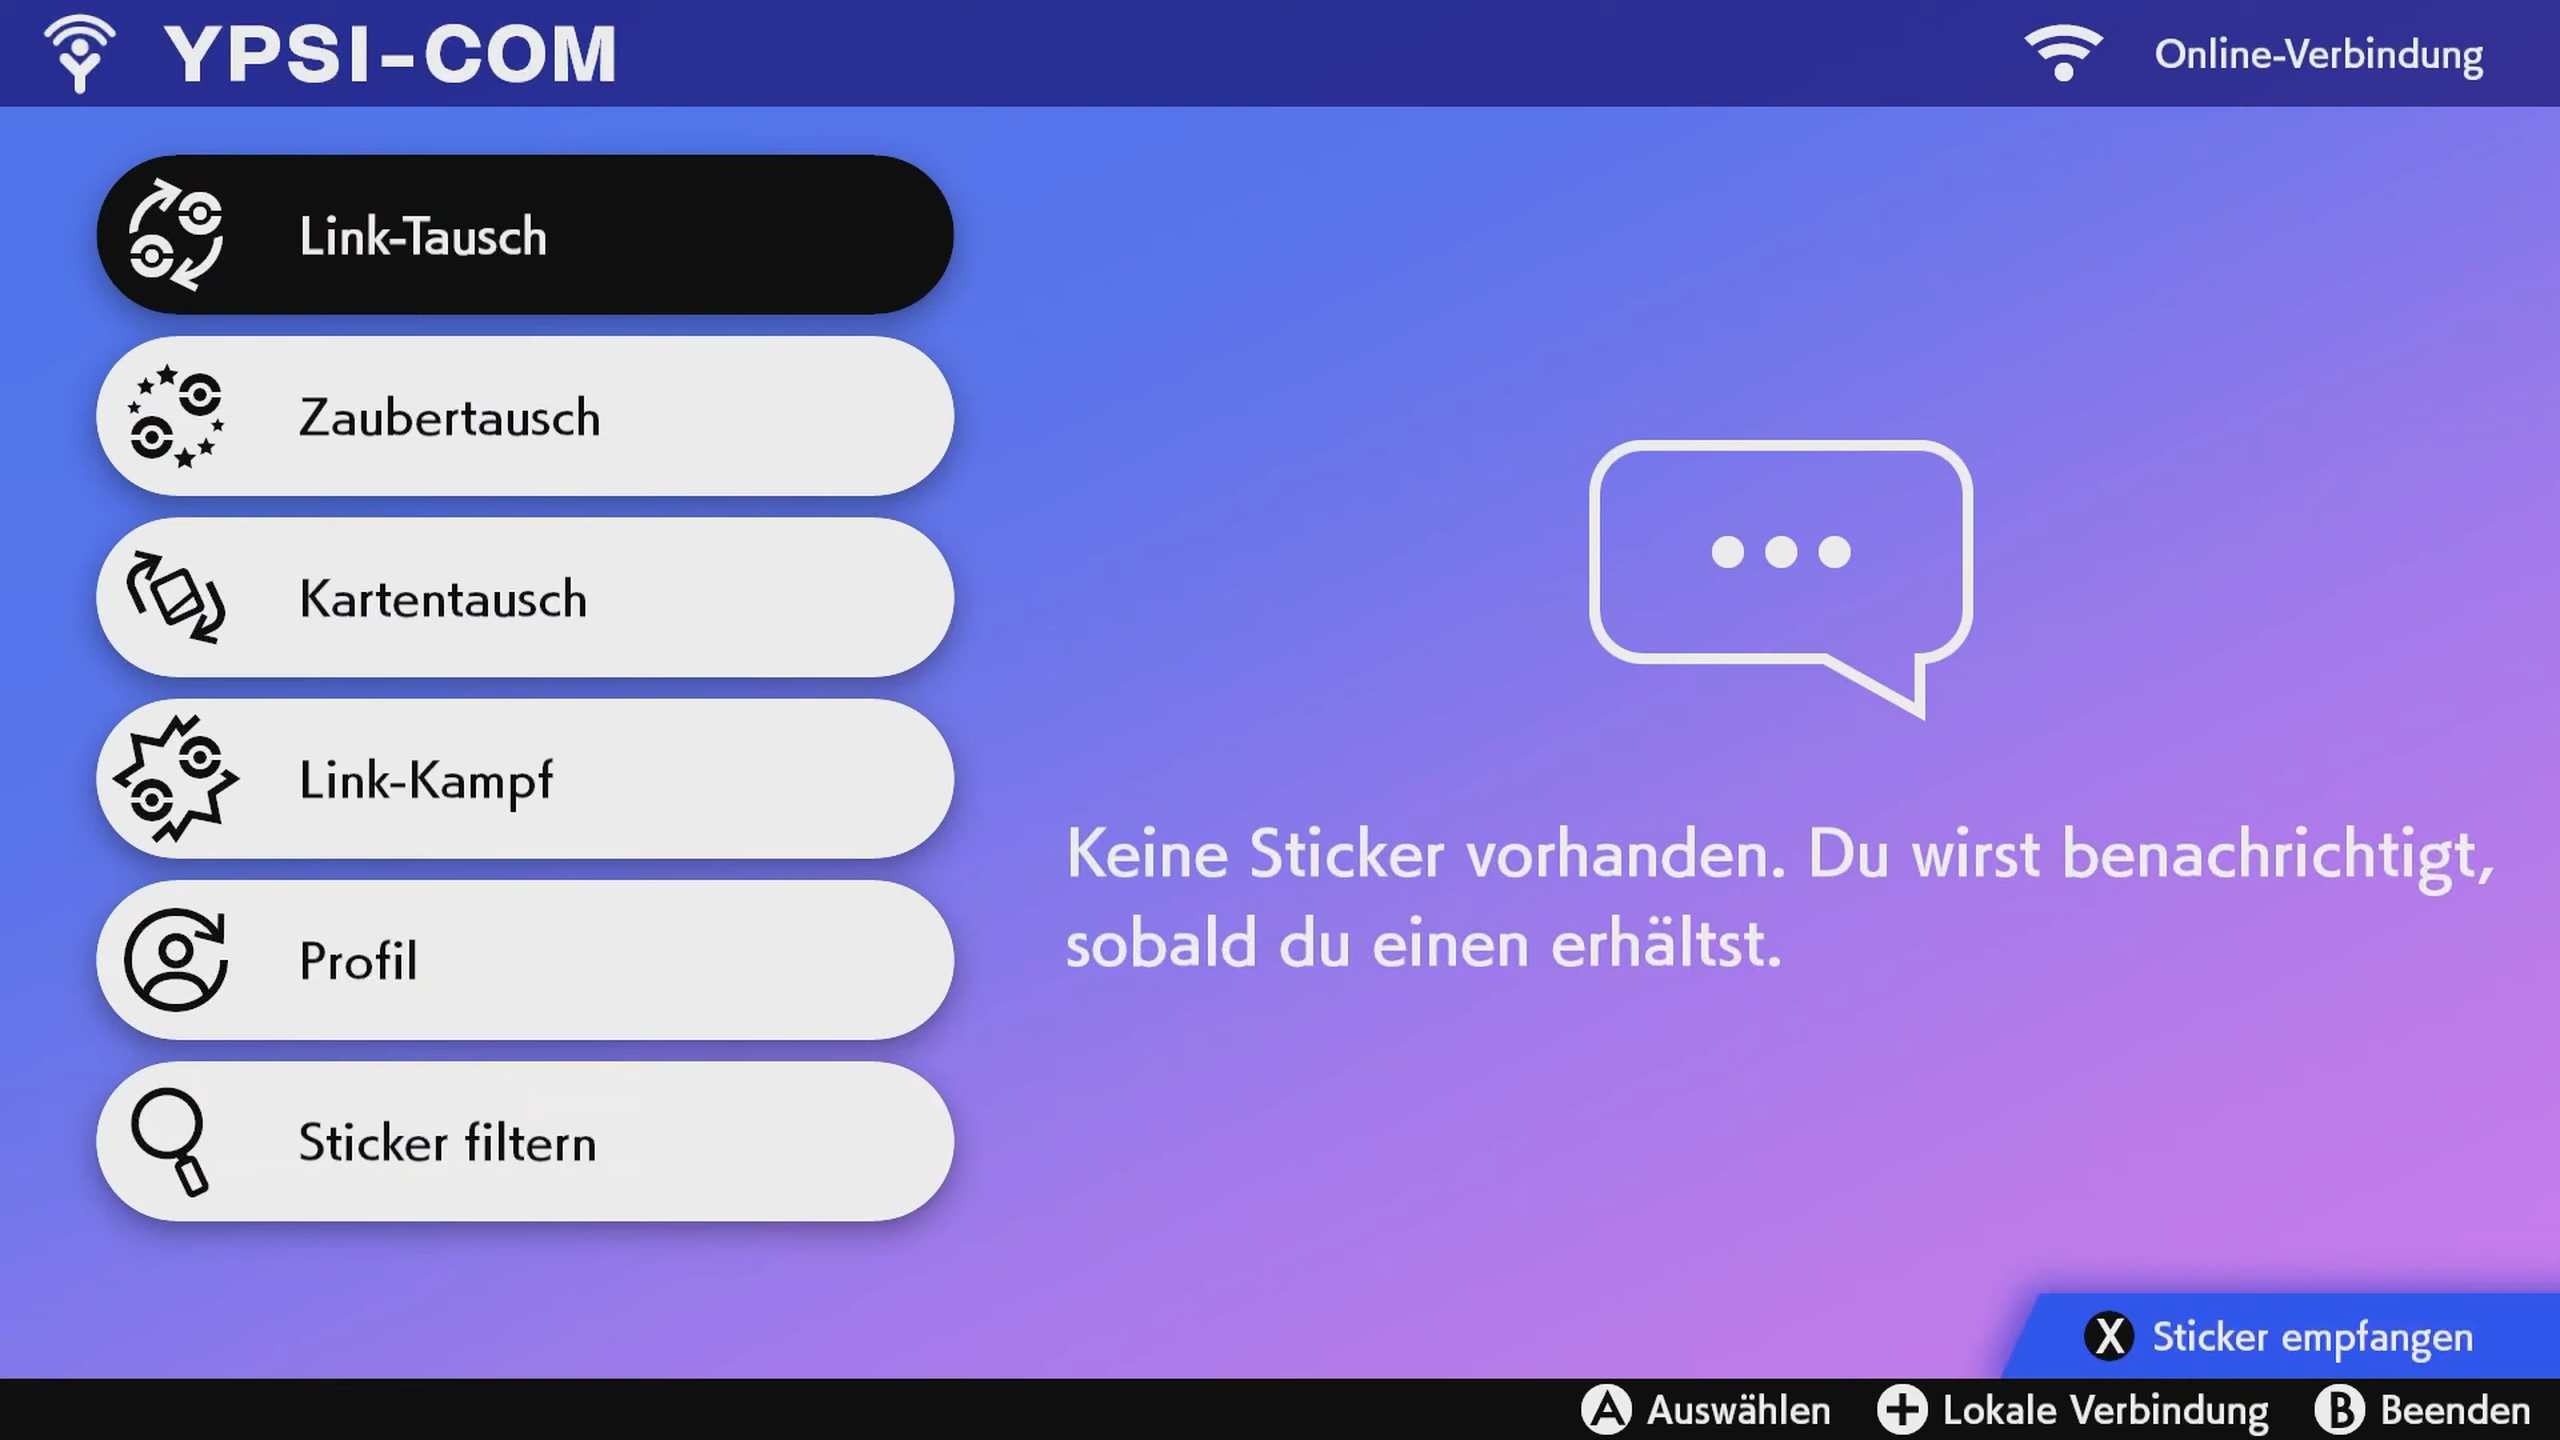 YPSI-COM
Online-Verbindung
Link-Tausch
Zaubertausch
Kartentausch
Link-Kampf
Profil
Sticker filtern
Keine Sticker vorhanden. Du wirst benachrichtigt,
sobald du einen erhältst.
X Sticker empfangen
A Auswählen + Lokale Verbindung B Beenden